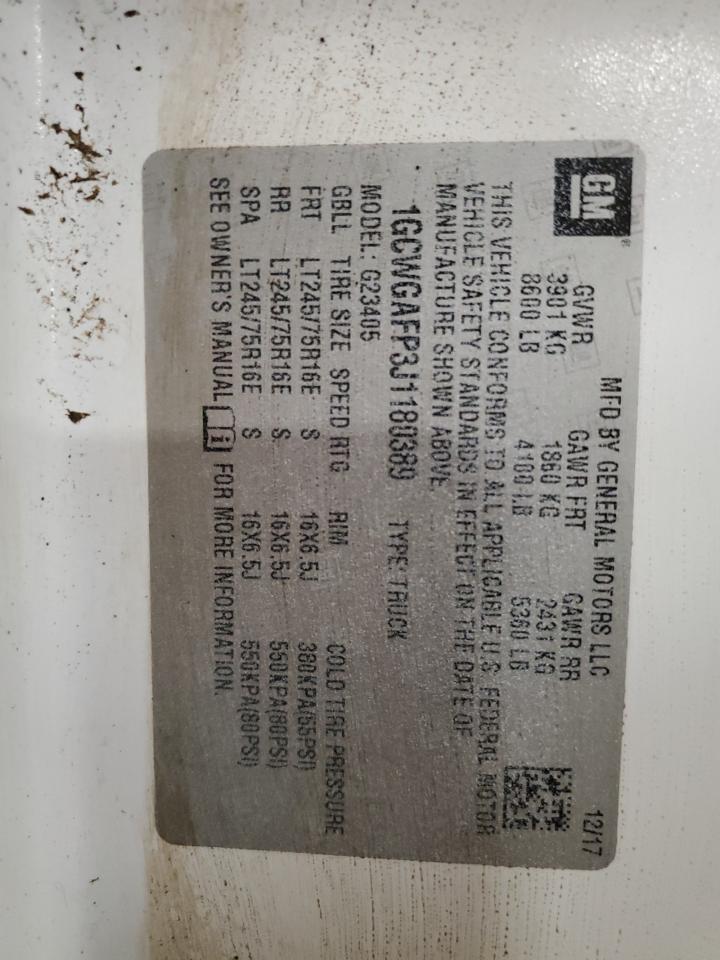 GM
MFD BY GENERAL MOTORS LLC 12/17
GVWR GAWR FRT GAWR RR
3901 KG 1860 KG 2431 KG
8600 LB 4100 LB 5360 LB
THIS VEHICLE CONFORMS TO ALL APPLICABLE U.S. FEDERAL MOTOR
VEHICLE SAFETY STANDARDS IN EFFECT ON THE DATE OF
MANUFACTURE SHOWN ABOVE.
1GCWGAFP3J1180389 TYPE: TRUCK
MODEL: G23405
GBLL TIRE SIZE SPEED RTG RIM COLD TIRE PRESSURE
FRT LT245/75R16E S 16X6.5J 380KPA(55PSI)
RR LT245/75R16E S 16X6.5J 550KPA(80PSI)
SPA LT245/75R16E S 16X6.5J 550KPA(80PSI)
SEE OWNER'S MANUAL FOR MORE INFORMATION.